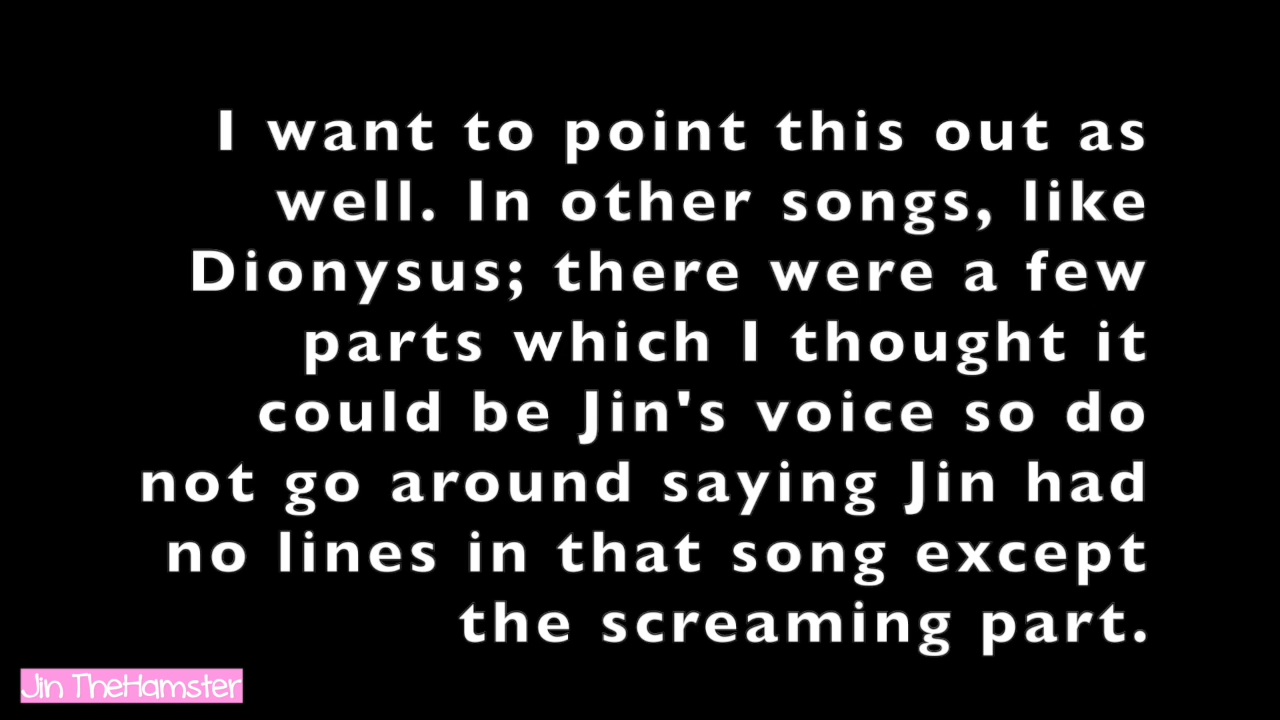 I want to point this out as
well. In other songs, like
Dionysus; there were a few
parts which I thought it
could be Jin's voice so do
not go around saying Jin had
no lines in that song except
the screaming part.
Jin TheHamster